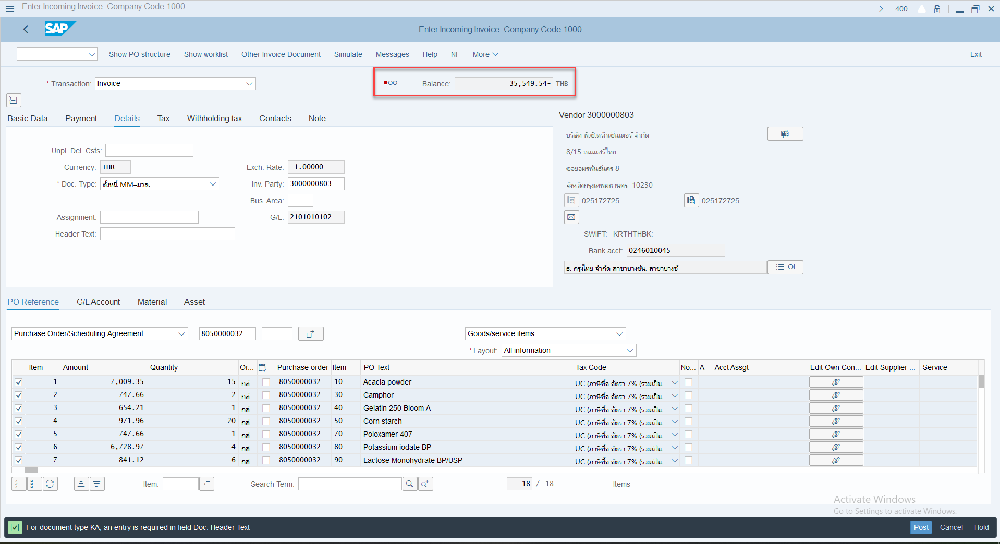 Enter Incoming Invoice: Company Code 1000
400
SAP
Enter Incoming Invoice: Company Code 1000
Show PO structure Show worklist Other Invoice Document Simulate Messages Help NF More Exit
* Transaction: Invoice
Balance: 35,549.54- THB
Basic Data Payment Details Tax Withholding tax Contacts Note
Unpl. Del. Csts:
Currency: THB Exch. Rate: 1.00000
* Doc. Type: ตั้งหนี้ MM–มวล. Inv. Party: 3000000803
Bus. Area:
Assignment: G/L: 2101010102
Header Text:
Vendor 3000000803
บริษัท พี.ซี.ดรักเซ็นเตอร์ จำกัด
8/15 ถนนเสรีไทย
ซอยอมรพันธ์นคร 8
จังหวัดกรุงเทพมหานคร 10230
025172725 025172725
SWIFT: KRTHTHBK:
Bank acct: 0246010045
ธ. กรุงไทย จำกัด สาขาบางชัน, สาขาบางชั OI
PO Reference G/L Account Material Asset
Purchase Order/Scheduling Agreement 8050000032 Goods/service items
* Layout: All information
Item Amount Quantity Or... Purchase order Item PO Text Tax Code No... A Acct Assgt Edit Own Con... Edit Supplier ... Service
1 7,009.35 15 กล่ 8050000032 10 Acacia powder UC (ภาษีซื้อ อัตรา 7% (รวมเป็น...
2 747.66 2 กล่ 8050000032 30 Camphor UC (ภาษีซื้อ อัตรา 7% (รวมเป็น...
3 654.21 1 กล่ 8050000032 40 Gelatin 250 Bloom A UC (ภาษีซื้อ อัตรา 7% (รวมเป็น...
4 971.96 20 กล่ 8050000032 50 Corn starch UC (ภาษีซื้อ อัตรา 7% (รวมเป็น...
5 747.66 1 กล่ 8050000032 70 Poloxamer 407 UC (ภาษีซื้อ อัตรา 7% (รวมเป็น...
6 6,728.97 4 กล่ 8050000032 80 Potassium iodate BP UC (ภาษีซื้อ อัตรา 7% (รวมเป็น...
7 841.12 6 กล่ 8050000032 90 Lactose Monohydrate BP/USP UC (ภาษีซื้อ อัตรา 7% (รวมเป็น...
Item: Search Term: 18 / 18 Items
Activate Windows
Go to Settings to activate Windows.
For document type KA, an entry is required in field Doc. Header Text Post Cancel Hold